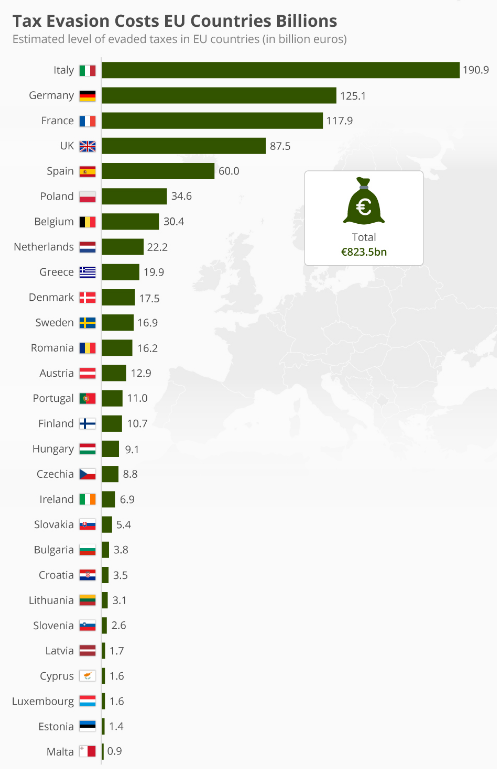 Tax Evasion Costs EU Countries Billions
Estimated level of evaded taxes in EU countries (in billion euros)
Italy 190.9
Germany 125.1
France 117.9
UK 87.5
Spain 60.0
Poland 34.6
Belgium 30.4
Netherlands 22.2
Greece 19.9
Denmark 17.5
Sweden 16.9
Romania 16.2
Austria 12.9
Portugal 11.0
Finland 10.7
Hungary 9.1
Czechia 8.8
Ireland 6.9
Slovakia 5.4
Bulgaria 3.8
Croatia 3.5
Lithuania 3.1
Slovenia 2.6
Latvia 1.7
Cyprus 1.6
Luxembourg 1.6
Estonia 1.4
Malta 0.9
€
Total
€823.5bn